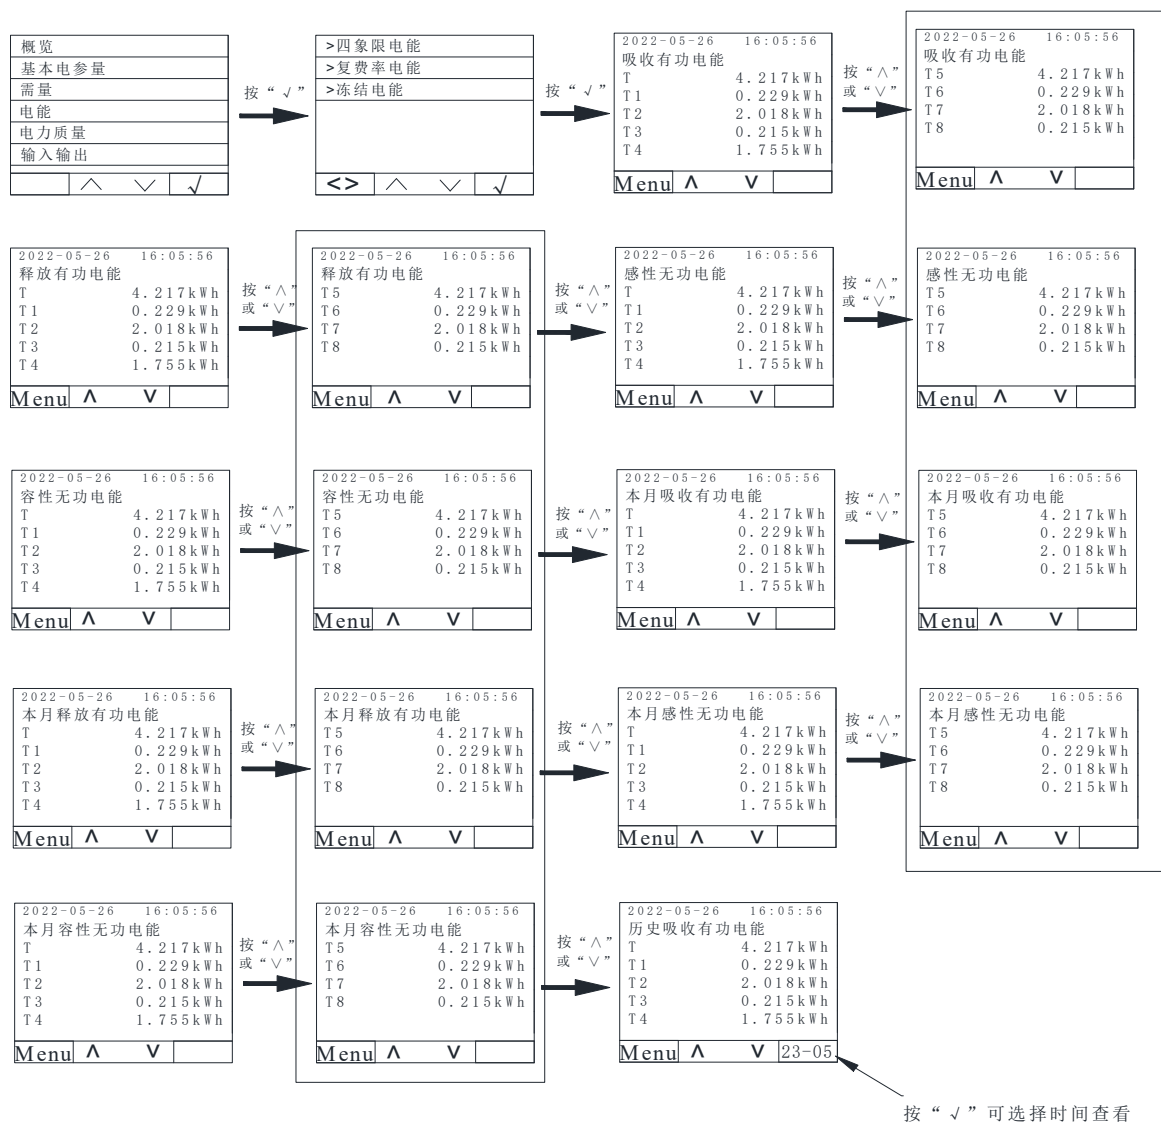 概览
基本电参量
需量
电能
电力质量
输入输出
∧ ∨ √
按“√”
>四象限电能
>复费率电能
>冻结电能
<> ∧ ∨ √
按“√”
2022-05-26 16:05:56
吸收有功电能
T 4.217kWh
T1 0.229kWh
T2 2.018kWh
T3 0.215kWh
T4 1.755kWh
Menu ∧ ∨
按“∧”
或“∨”
2022-05-26 16:05:56
吸收有功电能
T5 4.217kWh
T6 0.229kWh
T7 2.018kWh
T8 0.215kWh
Menu ∧ ∨
2022-05-26 16:05:56
释放有功电能
T 4.217kWh
T1 0.229kWh
T2 2.018kWh
T3 0.215kWh
T4 1.755kWh
Menu ∧ ∨
按“∧”
或“∨”
2022-05-26 16:05:56
释放有功电能
T5 4.217kWh
T6 0.229kWh
T7 2.018kWh
T8 0.215kWh
Menu ∧ ∨
按“∧”
或“∨”
2022-05-26 16:05:56
感性无功电能
T 4.217kWh
T1 0.229kWh
T2 2.018kWh
T3 0.215kWh
T4 1.755kWh
Menu ∧ ∨
按“∧”
或“∨”
2022-05-26 16:05:56
感性无功电能
T5 4.217kWh
T6 0.229kWh
T7 2.018kWh
T8 0.215kWh
Menu ∧ ∨
2022-05-26 16:05:56
容性无功电能
T 4.217kWh
T1 0.229kWh
T2 2.018kWh
T3 0.215kWh
T4 1.755kWh
Menu ∧ ∨
按“∧”
或“∨”
2022-05-26 16:05:56
容性无功电能
T5 4.217kWh
T6 0.229kWh
T7 2.018kWh
T8 0.215kWh
Menu ∧ ∨
按“∧”
或“∨”
2022-05-26 16:05:56
本月吸收有功电能
T 4.217kWh
T1 0.229kWh
T2 2.018kWh
T3 0.215kWh
T4 1.755kWh
Menu ∧ ∨
按“∧”
或“∨”
2022-05-26 16:05:56
本月吸收有功电能
T5 4.217kWh
T6 0.229kWh
T7 2.018kWh
T8 0.215kWh
Menu ∧ ∨
2022-05-26 16:05:56
本月释放有功电能
T 4.217kWh
T1 0.229kWh
T2 2.018kWh
T3 0.215kWh
T4 1.755kWh
Menu ∧ ∨
按“∧”
或“∨”
2022-05-26 16:05:56
本月释放有功电能
T5 4.217kWh
T6 0.229kWh
T7 2.018kWh
T8 0.215kWh
Menu ∧ ∨
按“∧”
或“∨”
2022-05-26 16:05:56
本月感性无功电能
T 4.217kWh
T1 0.229kWh
T2 2.018kWh
T3 0.215kWh
T4 1.755kWh
Menu ∧ ∨
按“∧”
或“∨”
2022-05-26 16:05:56
本月感性无功电能
T5 4.217kWh
T6 0.229kWh
T7 2.018kWh
T8 0.215kWh
Menu ∧ ∨
2022-05-26 16:05:56
本月容性无功电能
T 4.217kWh
T1 0.229kWh
T2 2.018kWh
T3 0.215kWh
T4 1.755kWh
Menu ∧ ∨
按“∧”
或“∨”
2022-05-26 16:05:56
本月容性无功电能
T5 4.217kWh
T6 0.229kWh
T7 2.018kWh
T8 0.215kWh
Menu ∧ ∨
按“∧”
或“∨”
2022-05-26 16:05:56
历史吸收有功电能
T 4.217kWh
T1 0.229kWh
T2 2.018kWh
T3 0.215kWh
T4 1.755kWh
Menu ∧ ∨ 23-05
按“√”可选择时间查看